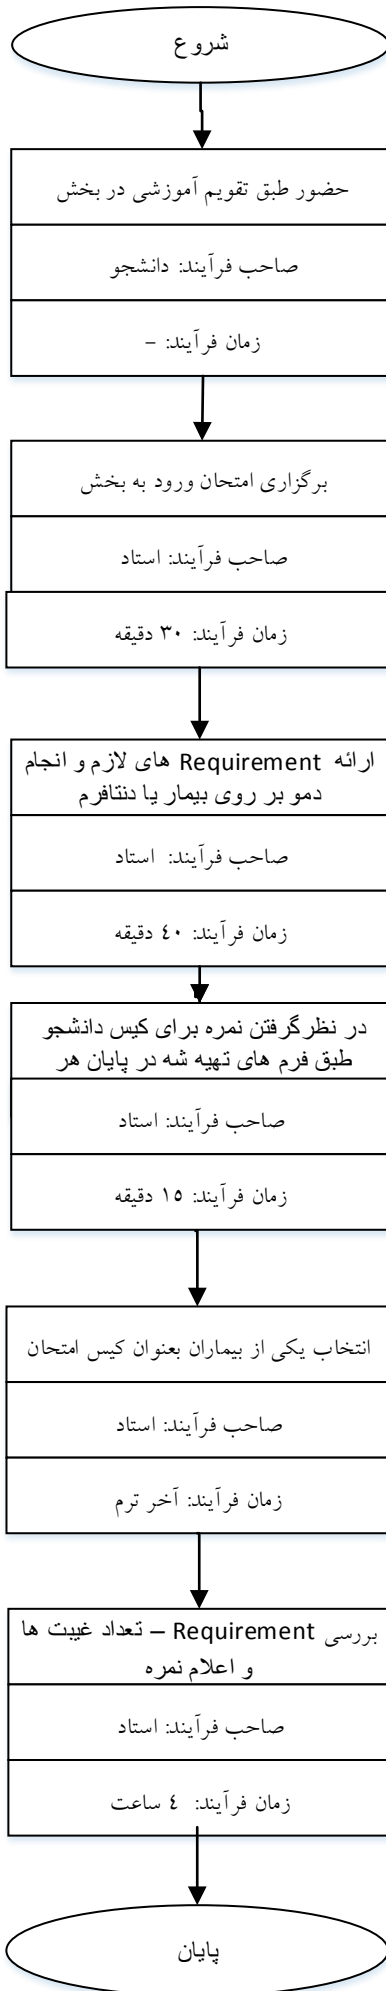 شروع
حضور طبق تقویم آموزشی در بخش
صاحب فرآیند: دانشجو
زمان فرآیند: –
برگزاری امتحان ورود به بخش
صاحب فرآیند: استاد
زمان فرآیند: ۳۰ دقیقه
ارائه Requirement های لازم و انجام
دمو بر روی بیمار یا دنتافرم
صاحب فرآیند: استاد
زمان فرآیند: ٤۰ دقیقه
در نظرگرفتن نمره برای کیس دانشجو
طبق فرم های تهیه شه در پایان هر
صاحب فرآیند: استاد
زمان فرآیند: ۱٥ دقیقه
انتخاب یکی از بیماران بعنوان کیس امتحان
صاحب فرآیند: استاد
زمان فرآیند: آخر ترم
بررسی Requirement – تعداد غیبت ها
و اعلام نمره
صاحب فرآیند: استاد
زمان فرآیند: ٤ ساعت
پایان